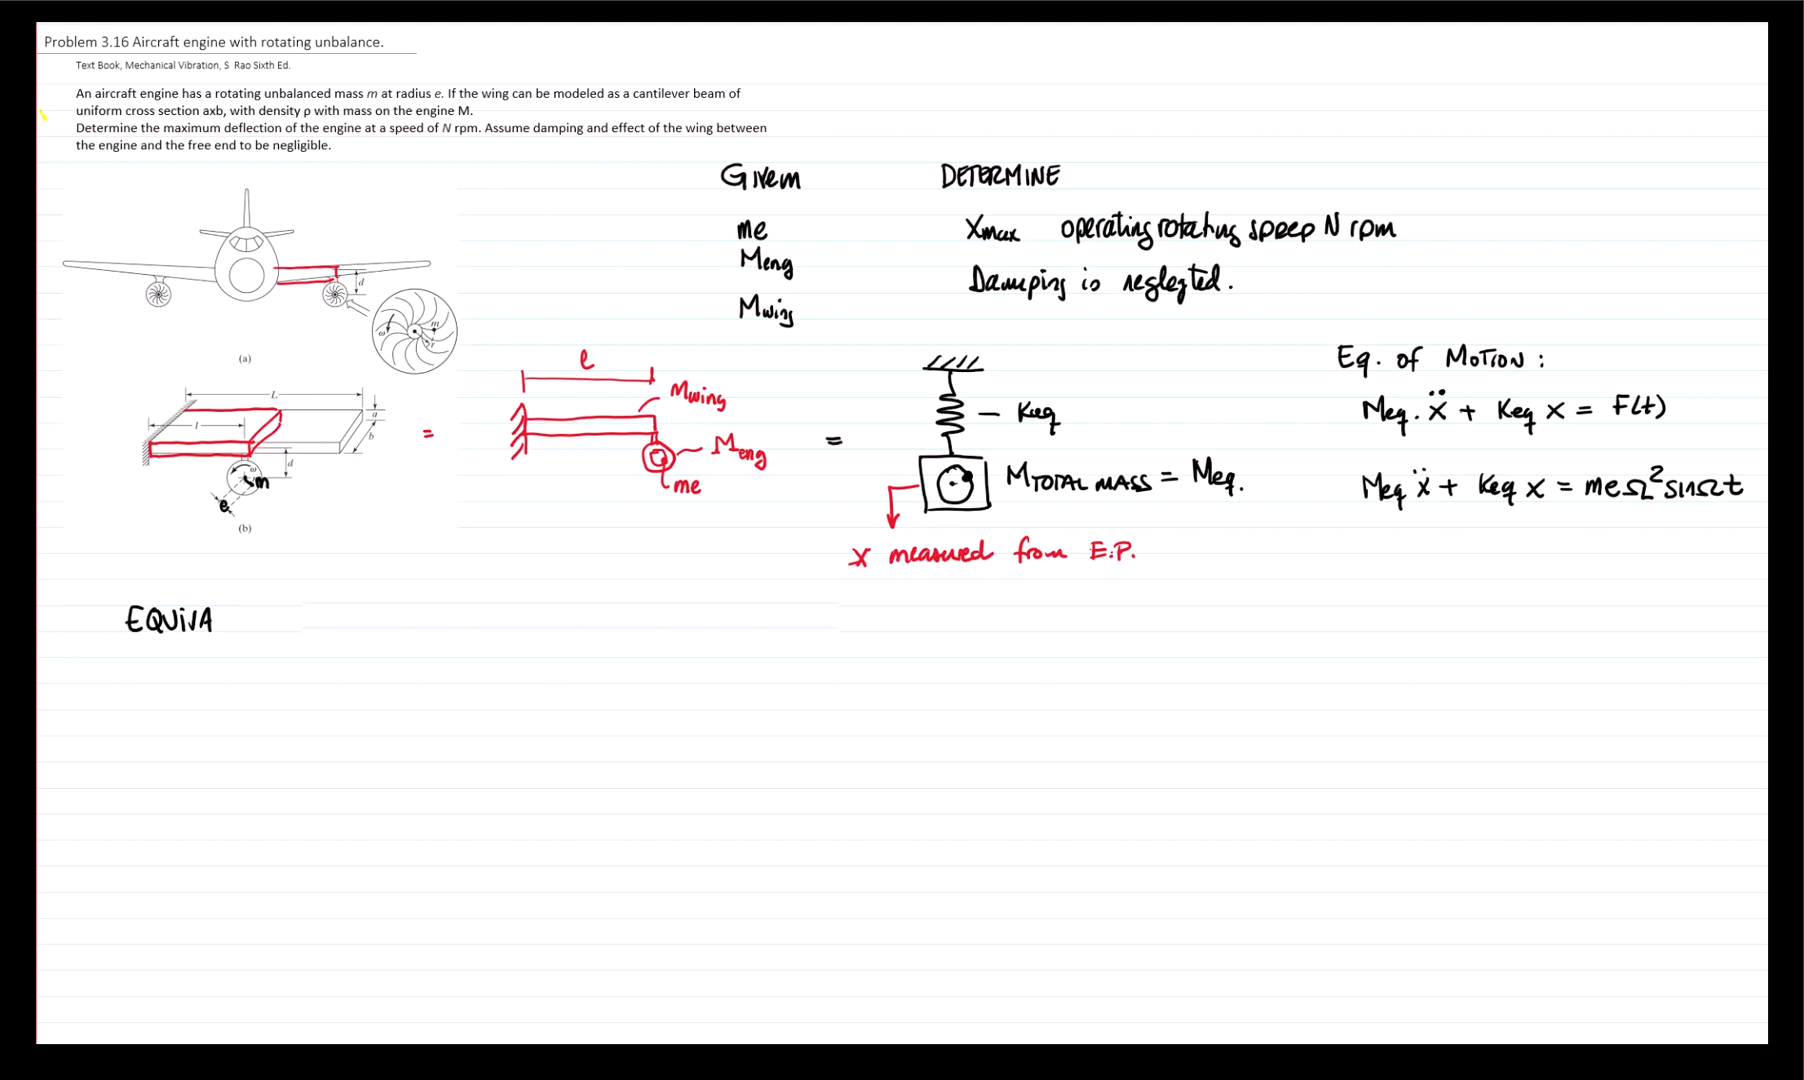 Problem 3.16 Aircraft engine with rotating unbalance.
Text Book, Mechanical Vibration, S Rao Sixth Ed.
An aircraft engine has a rotating unbalanced mass m at radius e. If the wing can be modeled as a cantilever beam of
uniform cross section axb, with density ρ with mass on the engine M.
Determine the maximum deflection of the engine at a speed of N rpm. Assume damping and effect of the wing between
the engine and the free end to be negligible.
Given
me
Meng
Mwing
DETERMINE
Xmax operating rotating speed N rpm
Damping is neglected.
d
ω
m
r
(a)
L
l
a
b
d
ω
m
e
(b)
=
l
Mwing
Meng
me
=
Keq
MTOTAL MASS = Meq.
x measured from E.P.
Eq. of MOTION :
Meq. ẍ + Keq x = F(t)
Meq ẍ + Keq x = meΩ² sinΩt
EQUIVA